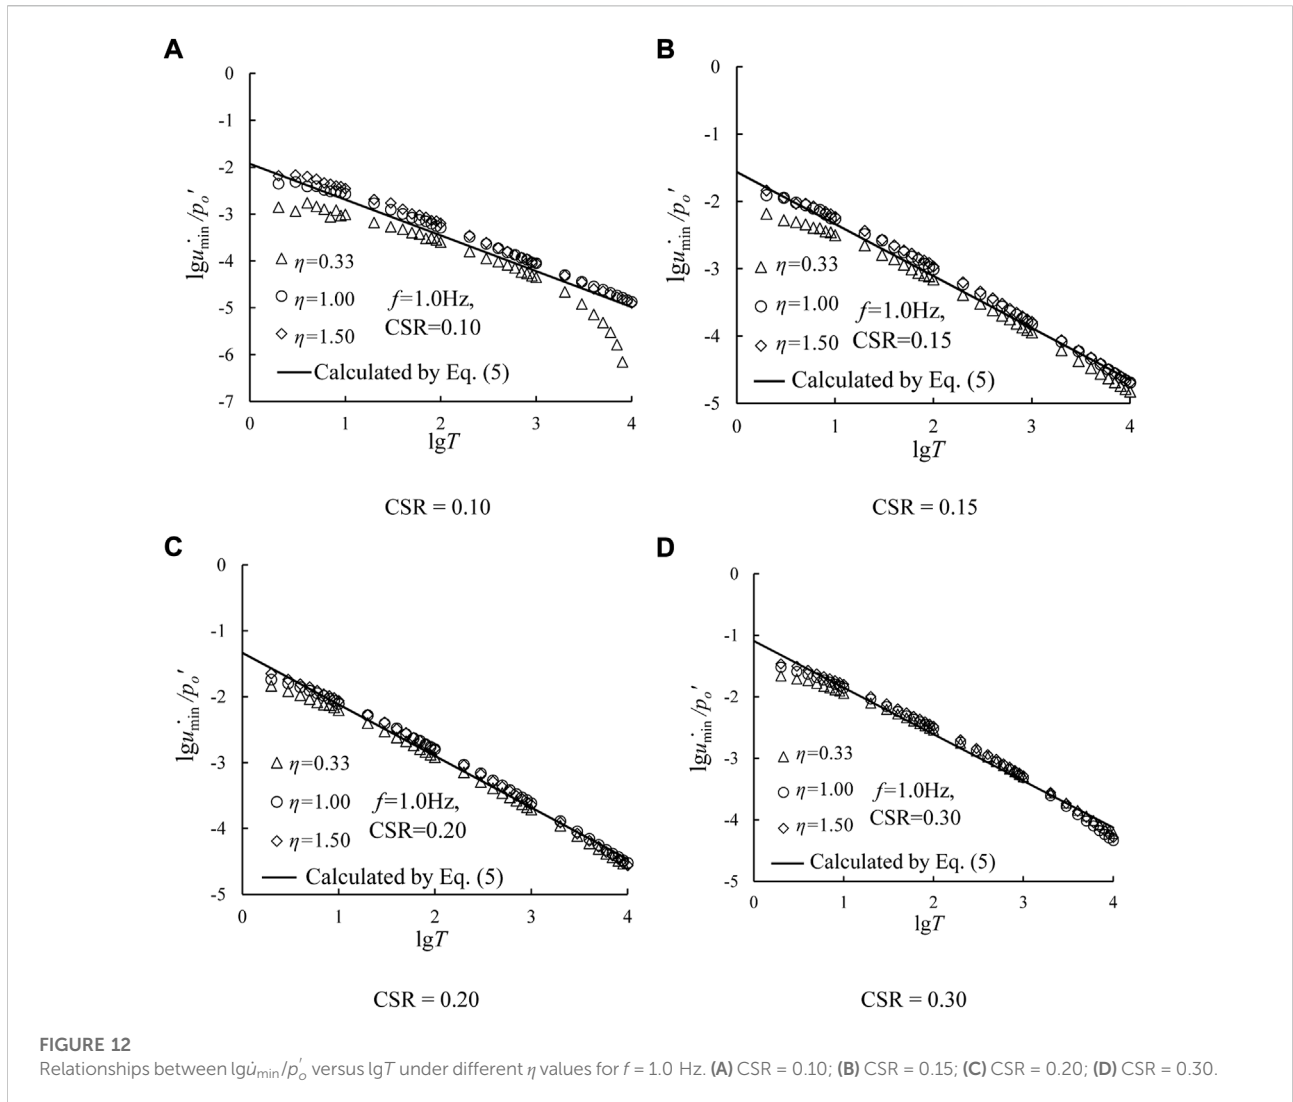 A
0
-1
-2
-3
-4
-5
-6
-7
lgu̇min/po'
η=0.33
η=1.00
η=1.50
f=1.0Hz,
CSR=0.10
Calculated by Eq. (5)
0 1 2 3 4
lgT
CSR = 0.10
B
0
-1
-2
-3
-4
-5
lgu̇min/po'
η=0.33
η=1.00
η=1.50
f=1.0Hz,
CSR=0.15
Calculated by Eq. (5)
0 1 2 3 4
lgT
CSR = 0.15
C
0
-1
-2
-3
-4
-5
lgu̇min/po'
η=0.33
η=1.00
η=1.50
f=1.0Hz,
CSR=0.20
Calculated by Eq. (5)
0 1 2 3 4
lgT
CSR = 0.20
D
0
-1
-2
-3
-4
-5
lgu̇min/po'
η=0.33
η=1.00
η=1.50
f=1.0Hz,
CSR=0.30
Calculated by Eq. (5)
0 1 2 3 4
lgT
CSR = 0.30
FIGURE 12
Relationships between lgu̇min/po' versus lgT under different η values for f = 1.0 Hz. (A) CSR = 0.10; (B) CSR = 0.15; (C) CSR = 0.20; (D) CSR = 0.30.